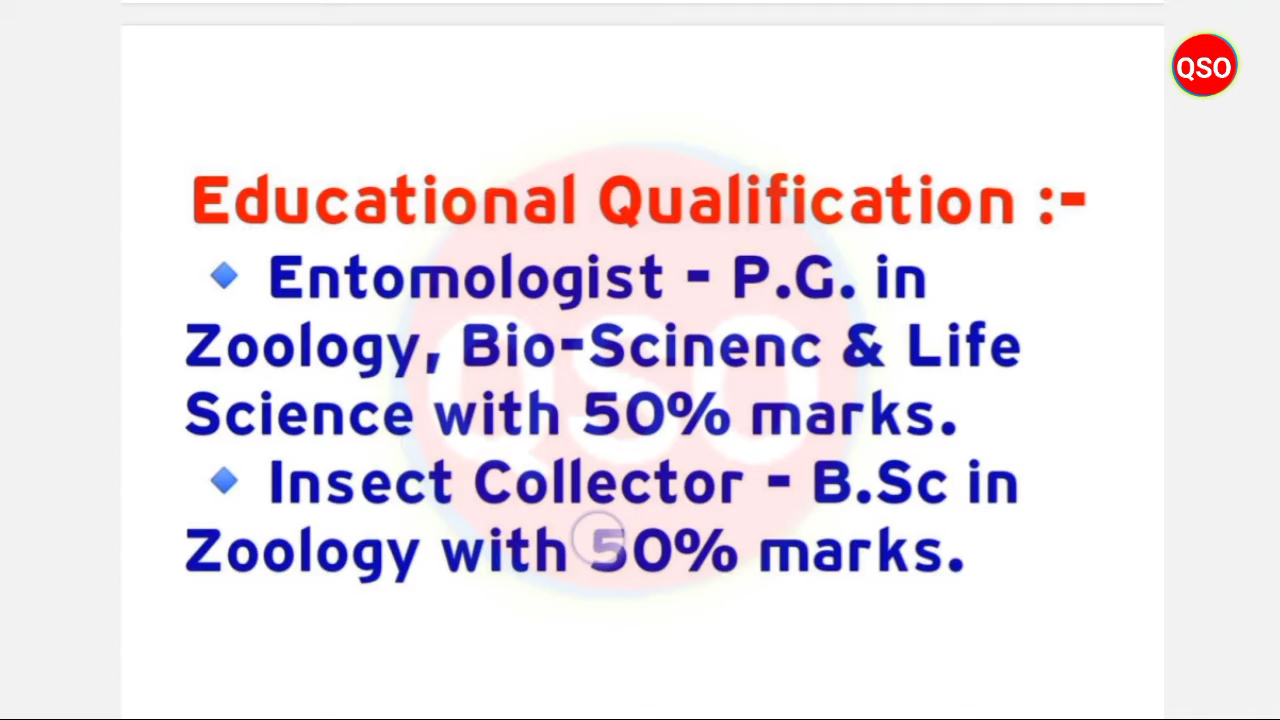 QSO
Educational Qualification :-
🔹 Entomologist - P.G. in
Zoology, Bio-Scinenc & Life
Science with 50% marks.
🔹 Insect Collector - B.Sc in
Zoology with 50% marks.
QSO